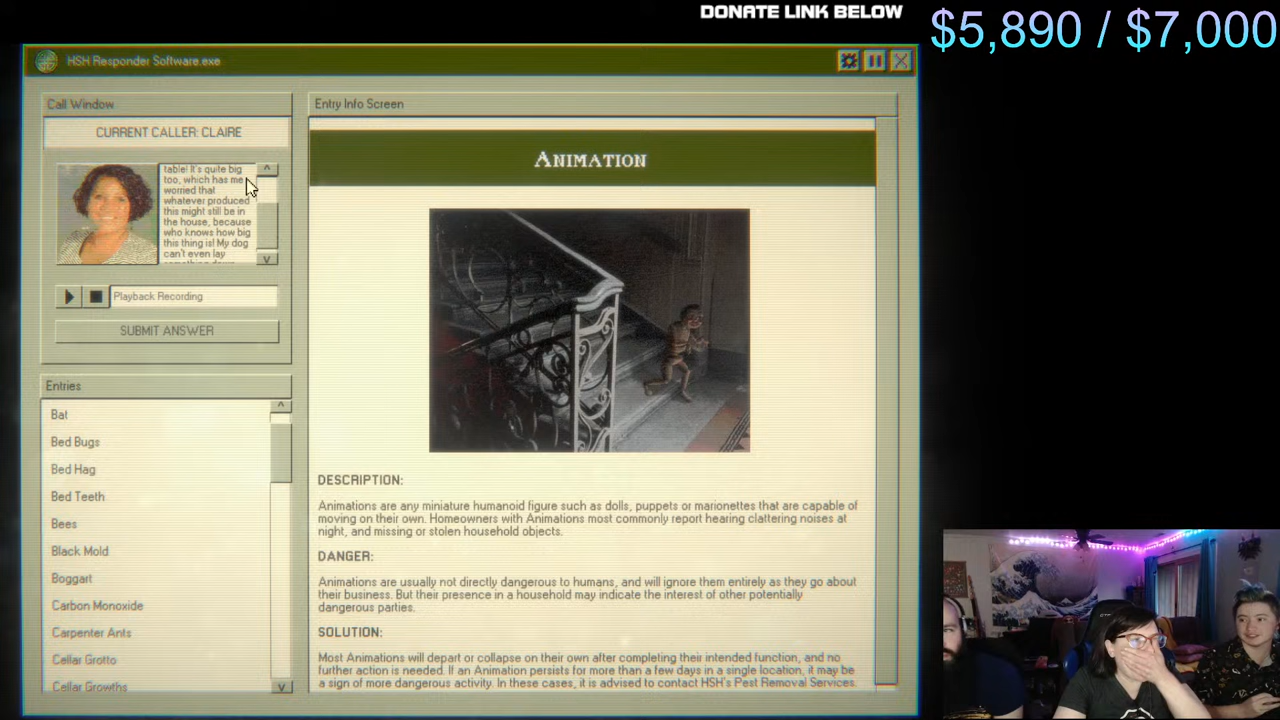 DONATE LINK BELOW
$5,890 / $7,000
HSH Responder Software.exe
Call Window
CURRENT CALLER: CLAIRE
table! It's quite big
too, which has me
worried that
whatever produced
this might still be in
the house, because
who knows how big
this thing is! My dog
can't even lay
Playback Recording
SUBMIT ANSWER
Entries
Bat
Bed Bugs
Bed Hag
Bed Teeth
Bees
Black Mold
Boggart
Carbon Monoxide
Carpenter Ants
Cellar Grotto
Cellar Growths
Entry Info Screen
ANIMATION
DESCRIPTION:
Animations are any miniature humanoid figure such as dolls, puppets or marionettes that are capable of
moving on their own. Homeowners with Animations most commonly report hearing clattering noises at
night, and missing or stolen household objects.
DANGER:
Animations are usually not directly dangerous to humans, and will ignore them entirely as they go about
their business. But their presence in a household may indicate the interest of other potentially
dangerous parties.
SOLUTION:
Most Animations will depart or collapse on their own after completing their intended function, and no
further action is needed. If an Animation persists for more than a few days in a single location, it may be
a sign of more dangerous activity. In these cases, it is advised to contact HSH's Pest Removal Services.